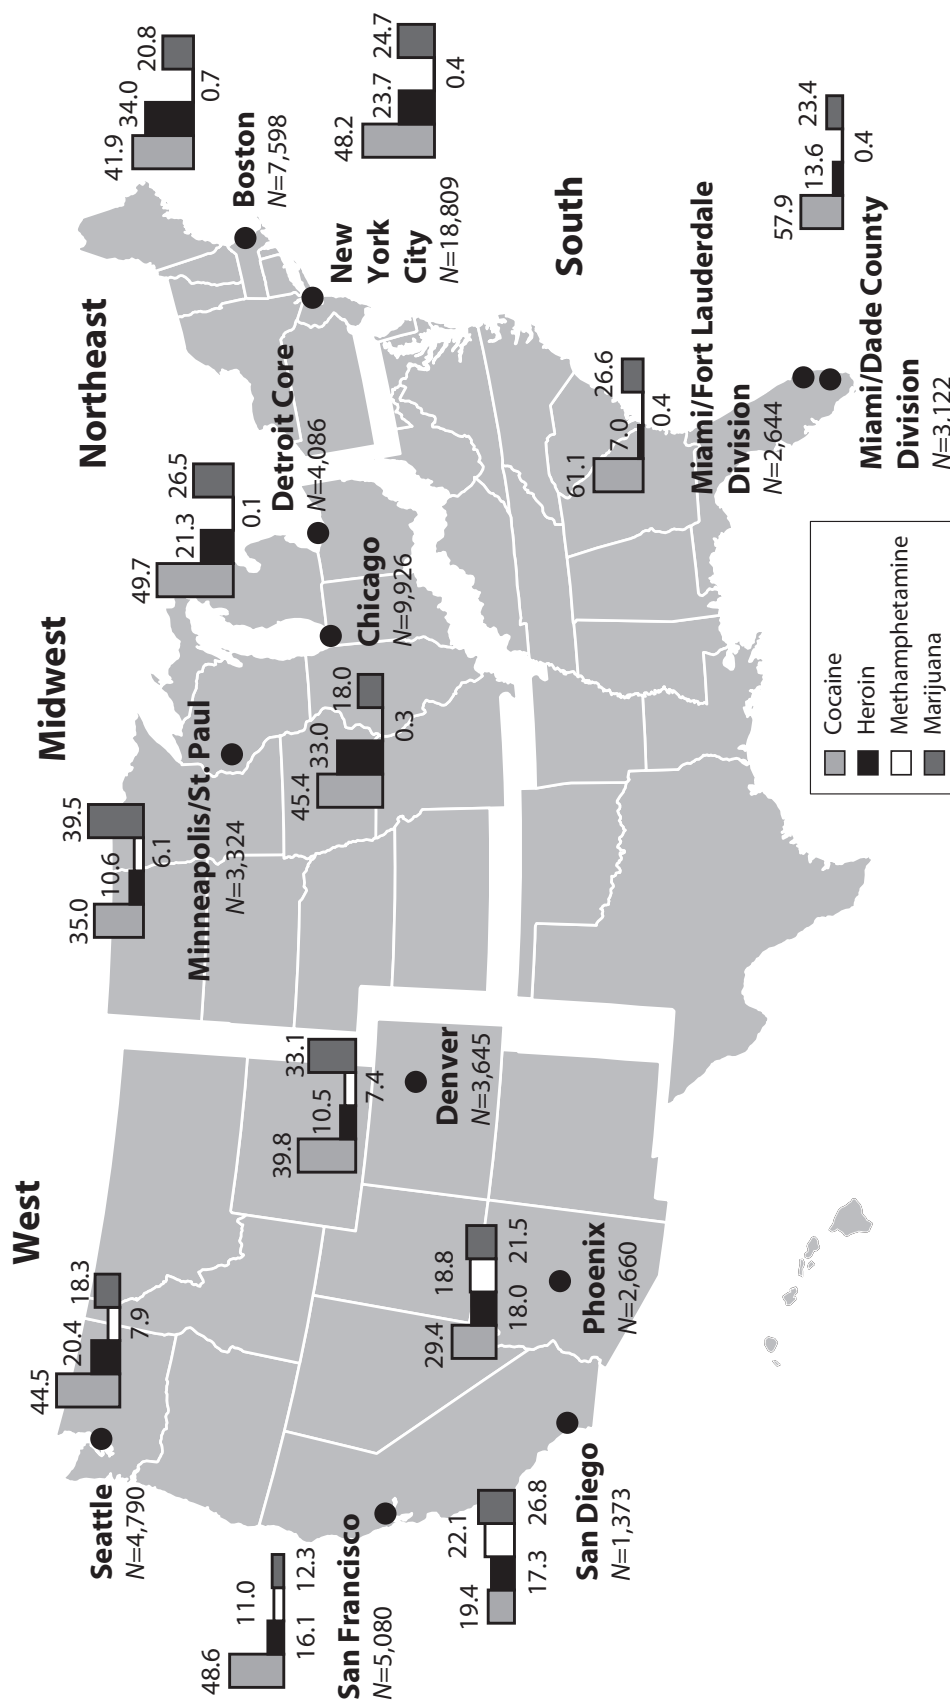 West
Midwest
Northeast
South
44.5
20.4
7.9
18.3
Seattle
N=4,790
48.6
16.1
11.0
12.3
San Francisco
N=5,080
19.4
17.3
22.1
26.8
San Diego
N=1,373
29.4
18.0
18.8
21.5
Phoenix
N=2,660
39.8
10.5
7.4
33.1
Denver
N=3,645
35.0
10.6
6.1
39.5
Minneapolis/St. Paul
N=3,324
45.4
33.0
0.3
18.0
Chicago
N=9,926
49.7
21.3
0.1
26.5
Detroit Core
N=4,086
41.9
34.0
0.7
20.8
Boston
N=7,598
48.2
23.7
0.4
24.7
New
York
City
N=18,809
61.1
7.0
0.4
26.6
Miami/Fort Lauderdale
Division
N=2,644
57.9
13.6
0.4
23.4
Miami/Dade County
Division
N=3,122
Cocaine
Heroin
Methamphetamine
Marijuana